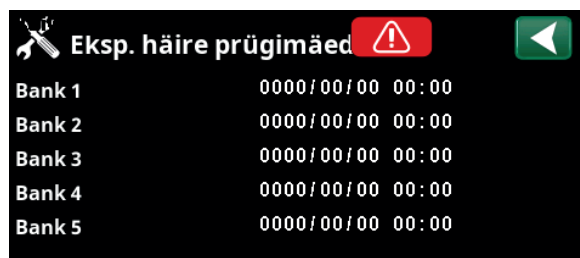 Eksp. häire prügimäed
Bank 1 0000/00/00 00:00
Bank 2 0000/00/00 00:00
Bank 3 0000/00/00 00:00
Bank 4 0000/00/00 00:00
Bank 5 0000/00/00 00:00